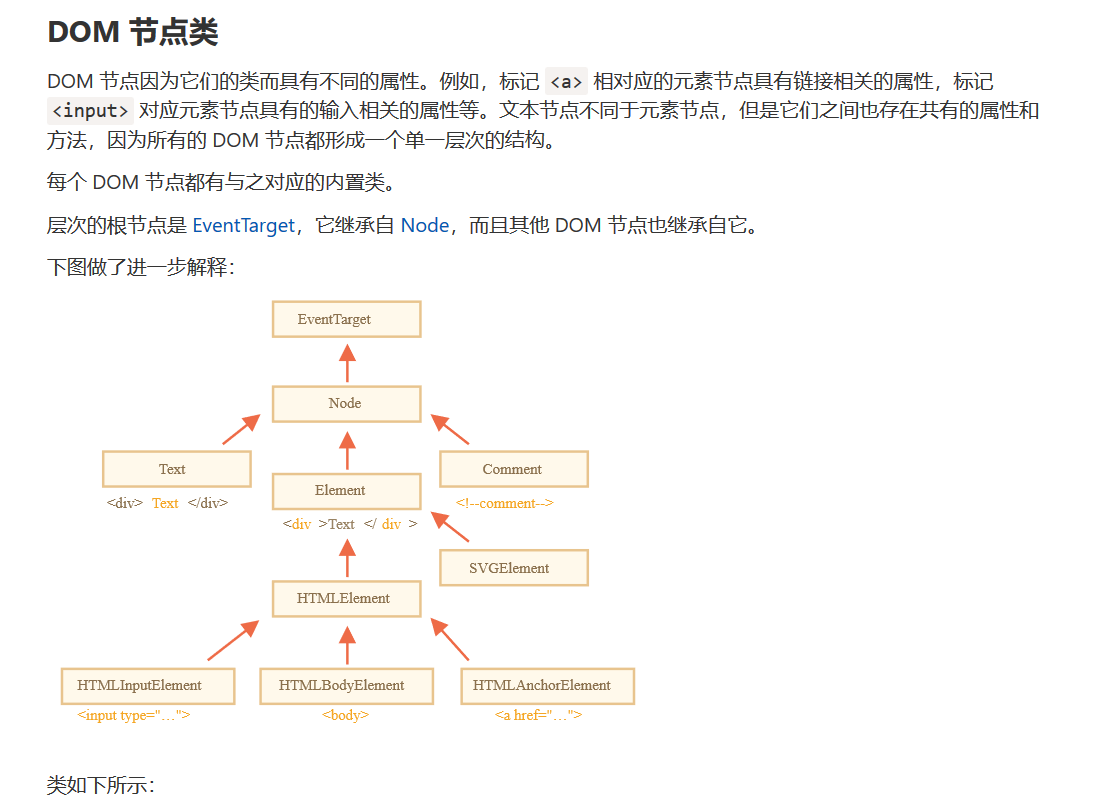 DOM 节点类
DOM 节点因为它们的类而具有不同的属性。例如，标记 <a> 相对应的元素节点具有链接相关的属性，标记
<input> 对应元素节点具有的输入相关的属性等。文本节点不同于元素节点，但是它们之间也存在共有的属性和
方法，因为所有的 DOM 节点都形成一个单一层次的结构。
每个 DOM 节点都有与之对应的内置类。
层次的根节点是 EventTarget，它继承自 Node，而且其他 DOM 节点也继承自它。
下图做了进一步解释：
EventTarget
Node
Text
Element
Comment
<div> Text </div>
<div >Text </ div >
<!--comment-->
SVGElement
HTMLElement
HTMLInputElement
HTMLBodyElement
HTMLAnchorElement
<input type="…">
<body>
<a href="…">
类如下所示：